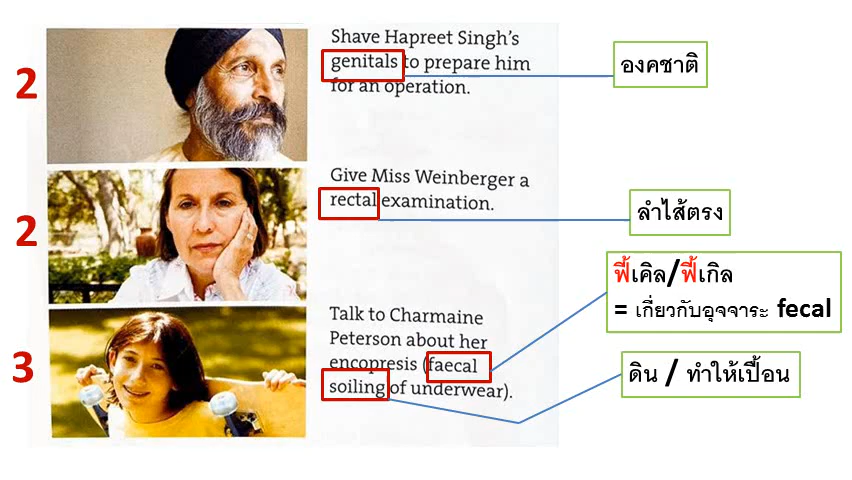 2
Shave Hapreet Singh's
genitals to prepare him
for an operation.
องคชาติ
2
Give Miss Weinberger a
rectal examination.
ลำไส้ตรง
3
Talk to Charmaine
Peterson about her
encopresis (faecal
soiling of underwear).
ฟี้เคิล/ฟี้เกิล
= เกี่ยวกับอุจจาระ fecal
ดิน / ทำให้เปื้อน